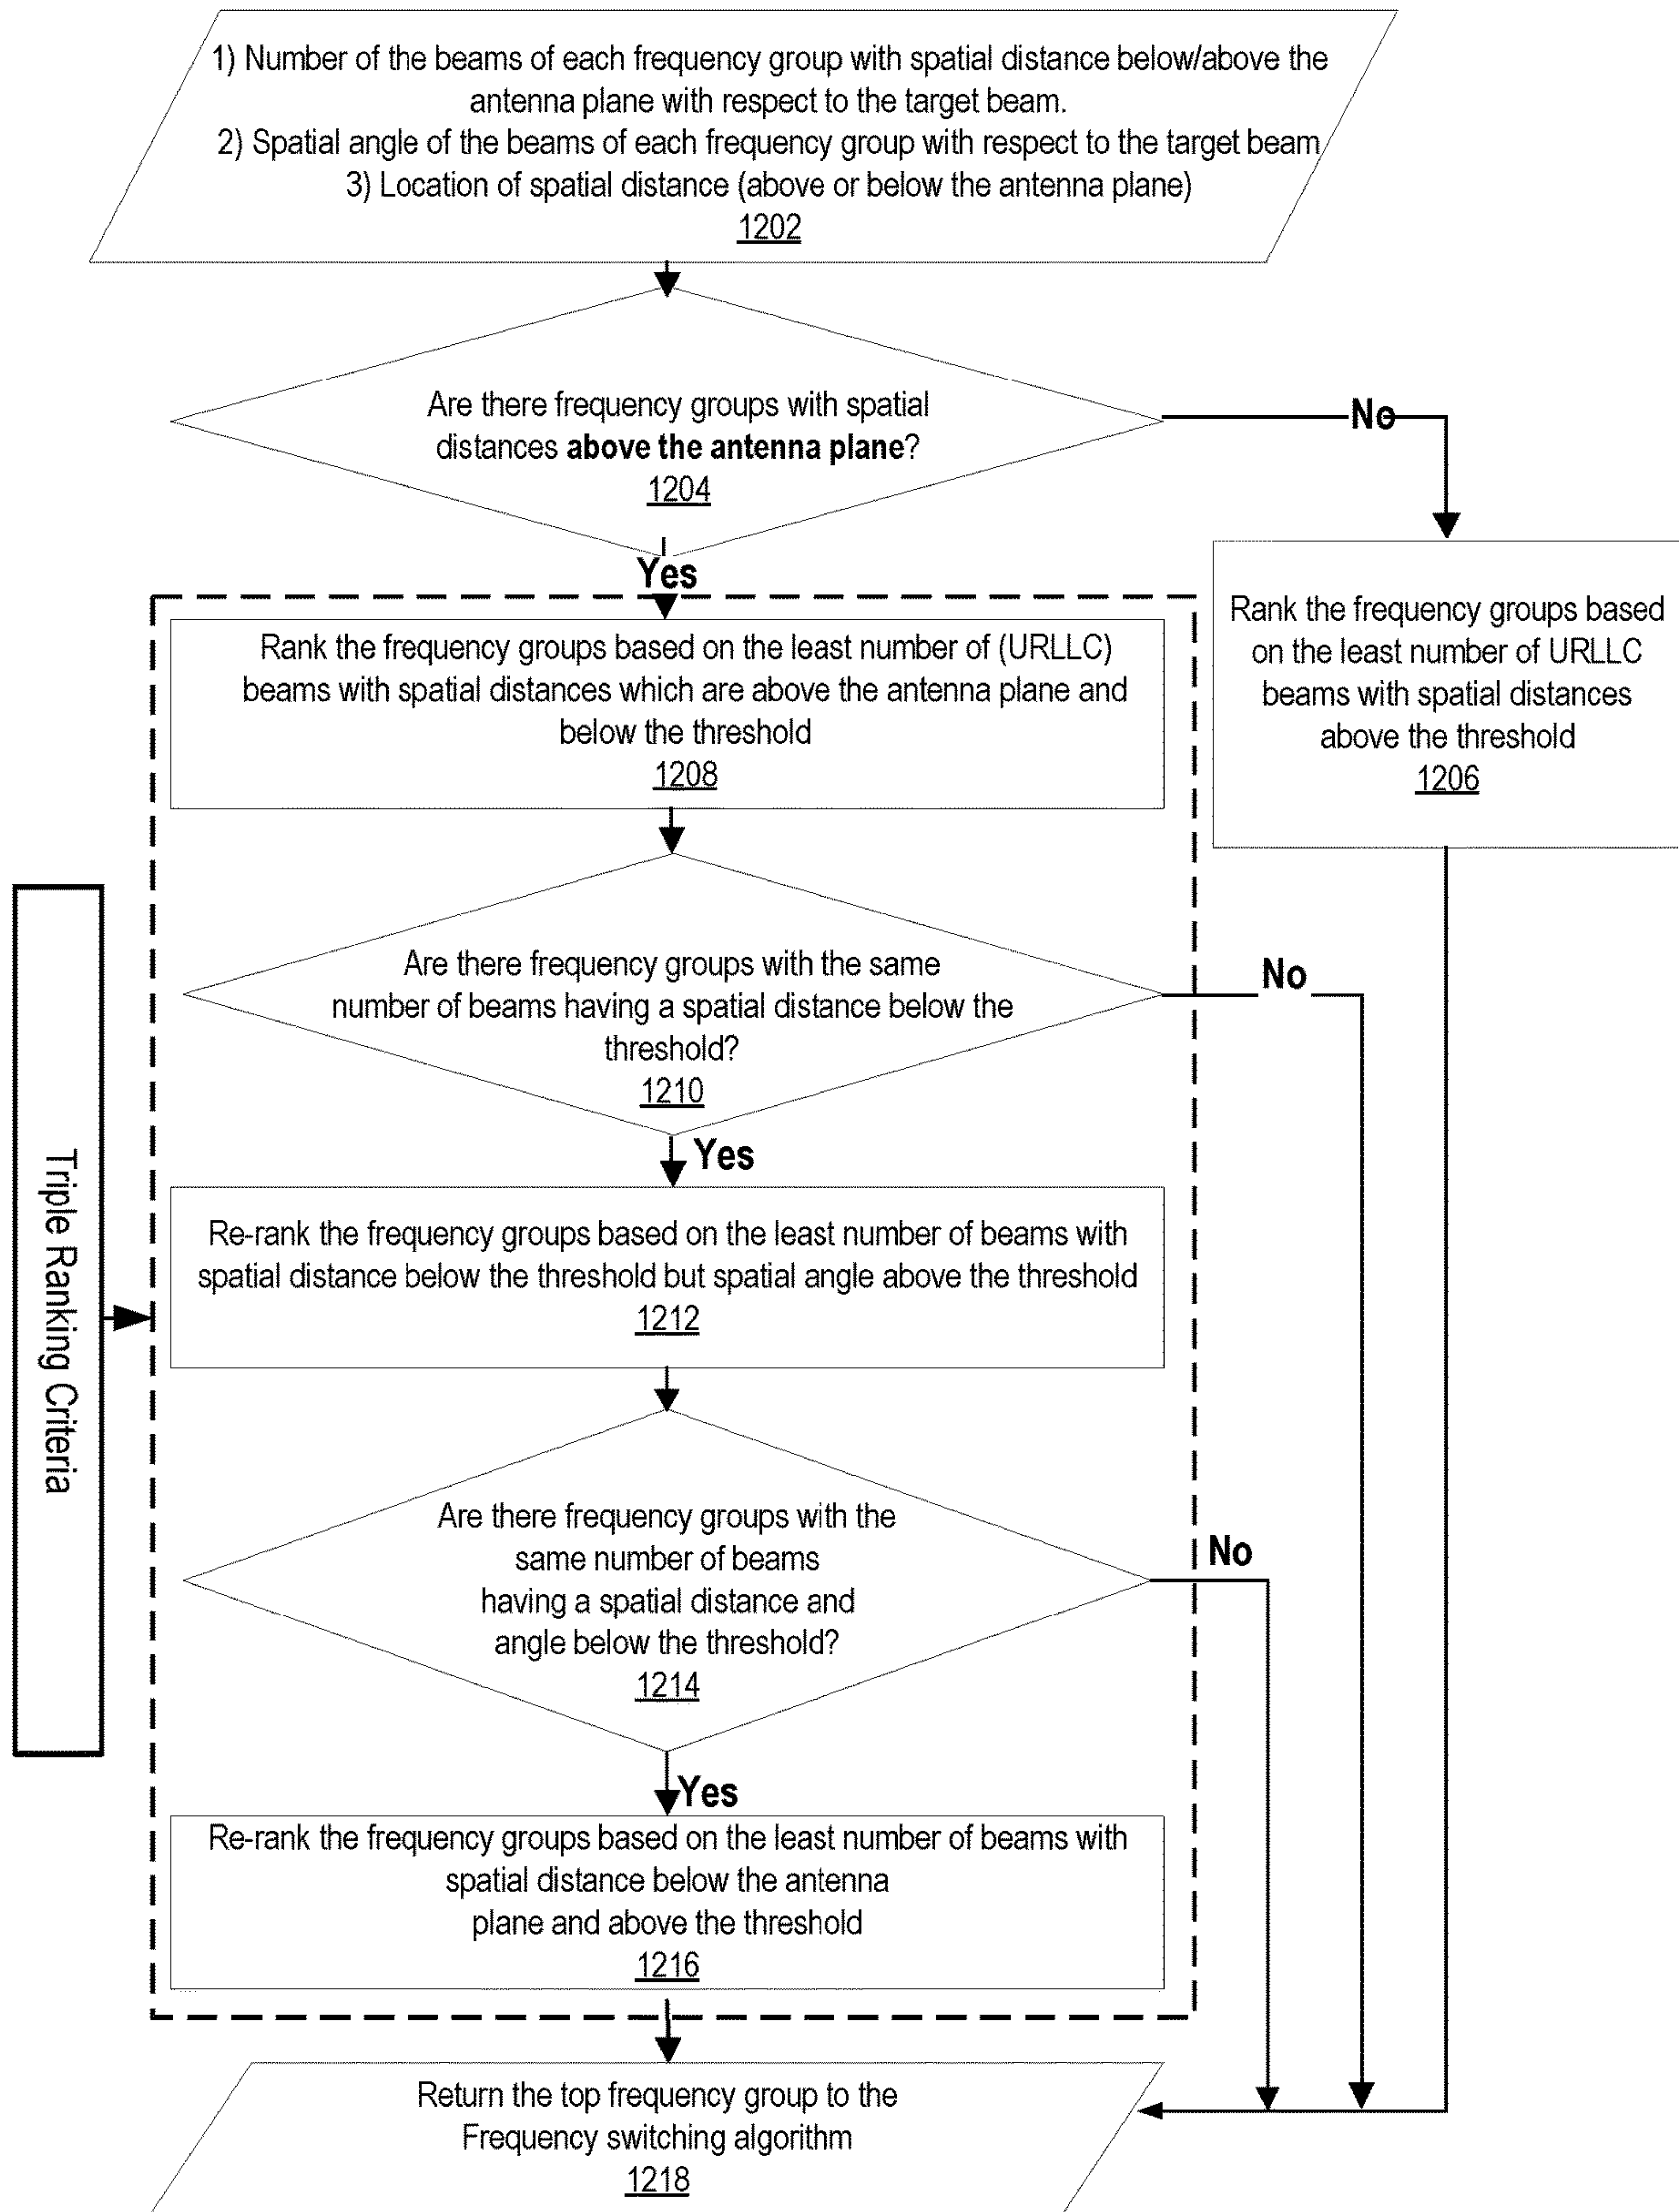 1) Number of the beams of each frequency group with spatial distance below/above the
antenna plane with respect to the target beam.
2) Spatial angle of the beams of each frequency group with respect to the target beam
3) Location of spatial distance (above or below the antenna plane)
1202
Are there frequency groups with spatial
distances above the antenna plane?
1204
No
Yes
Rank the frequency groups based
on the least number of URLLC
beams with spatial distances
above the threshold
1206
Rank the frequency groups based on the least number of (URLLC)
beams with spatial distances which are above the antenna plane and
below the threshold
1208
Are there frequency groups with the same
number of beams having a spatial distance below the
threshold?
1210
No
Yes
Triple Ranking Criteria
Re-rank the frequency groups based on the least number of beams with
spatial distance below the threshold but spatial angle above the threshold
1212
Are there frequency groups with the
same number of beams
having a spatial distance and
angle below the threshold?
1214
No
Yes
Re-rank the frequency groups based on the least number of beams with
spatial distance below the antenna
plane and above the threshold
1216
Return the top frequency group to the
Frequency switching algorithm
1218